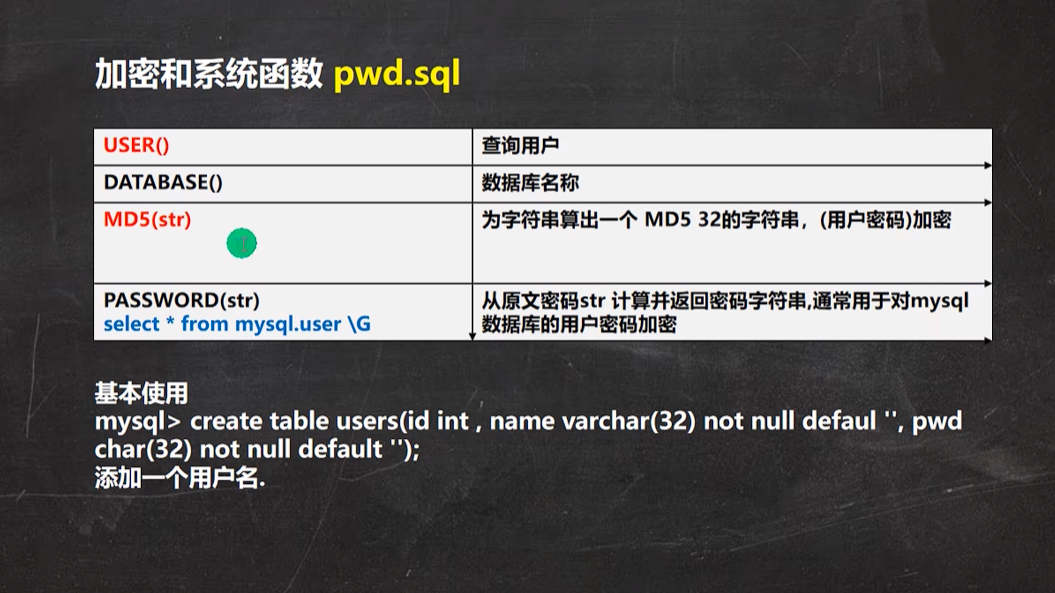 加密和系统函数 pwd.sql
USER()
查询用户
DATABASE()
数据库名称
MD5(str)
为字符串算出一个 MD5 32的字符串，(用户密码)加密
PASSWORD(str)
select * from mysql.user \G
从原文密码str 计算并返回密码字符串,通常用于对mysql
数据库的用户密码加密
基本使用
mysql> create table users(id int , name varchar(32) not null defaul '', pwd
char(32) not null default '');
添加一个用户名.